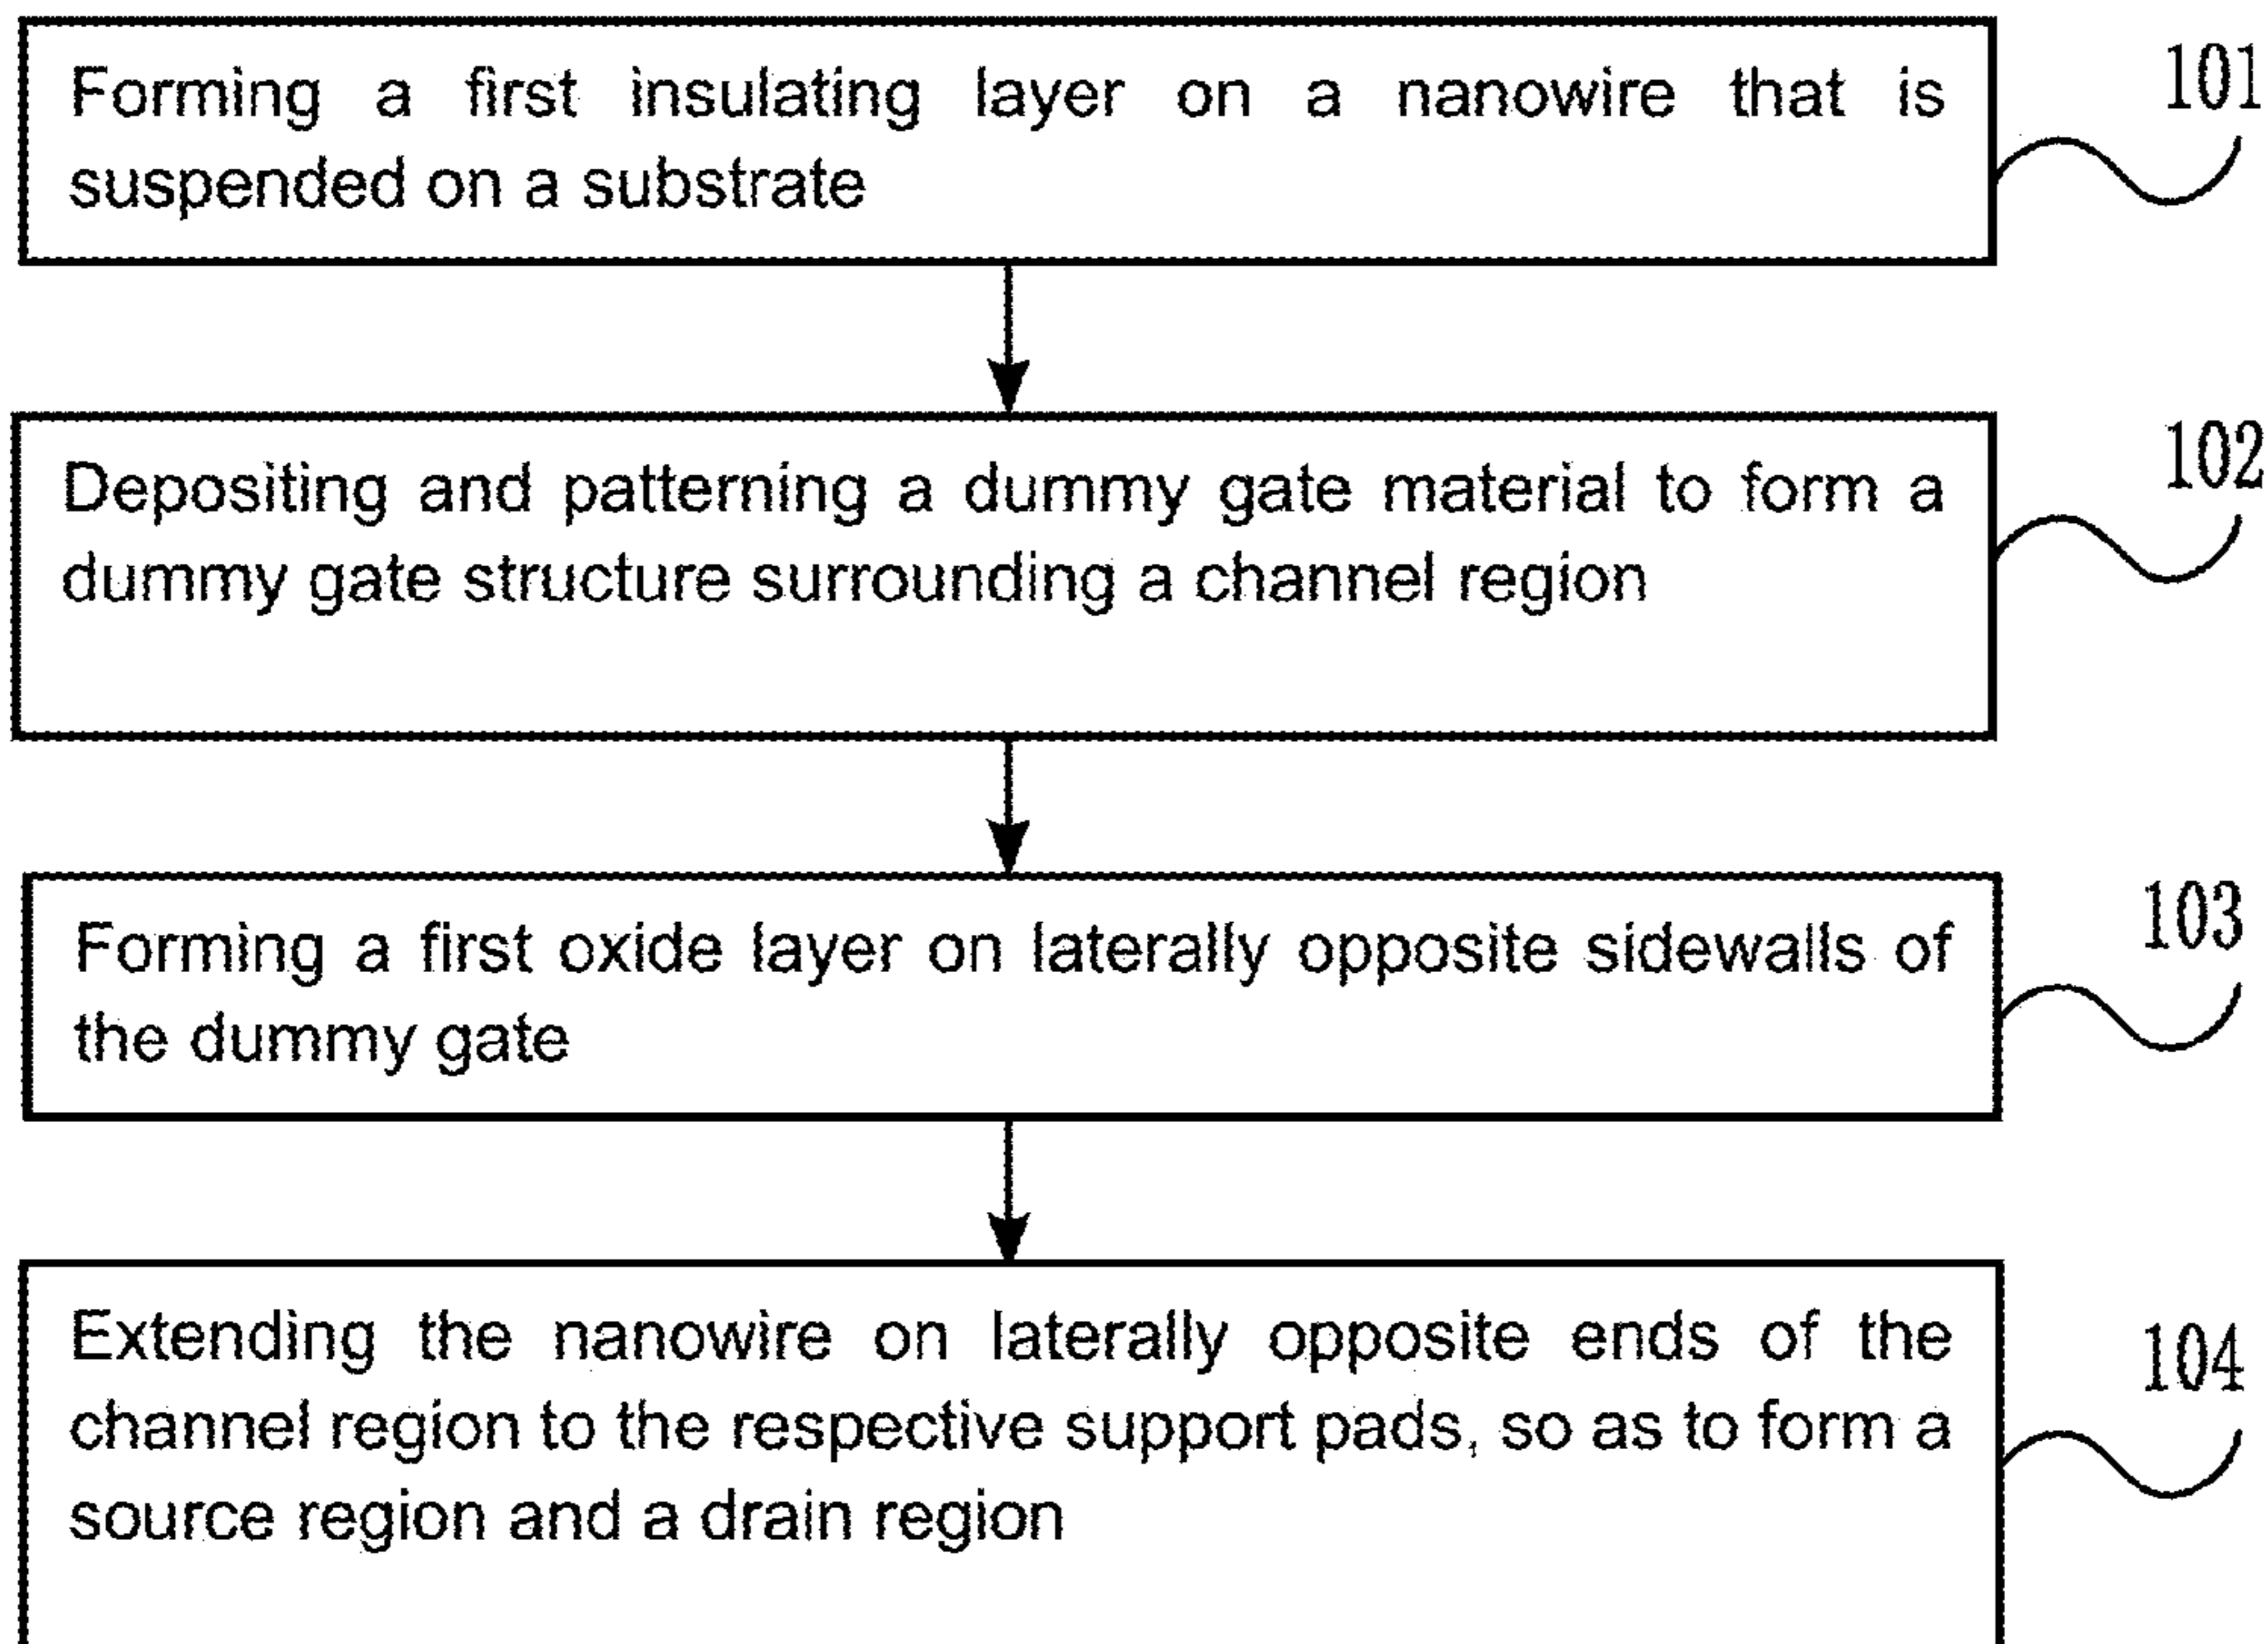 Forming a first insulating layer on a nanowire that is
suspended on a substrate
101
Depositing and patterning a dummy gate material to form a
dummy gate structure surrounding a channel region
102
Forming a first oxide layer on laterally opposite sidewalls of
the dummy gate
103
Extending the nanowire on laterally opposite ends of the
channel region to the respective support pads, so as to form a
source region and a drain region
104